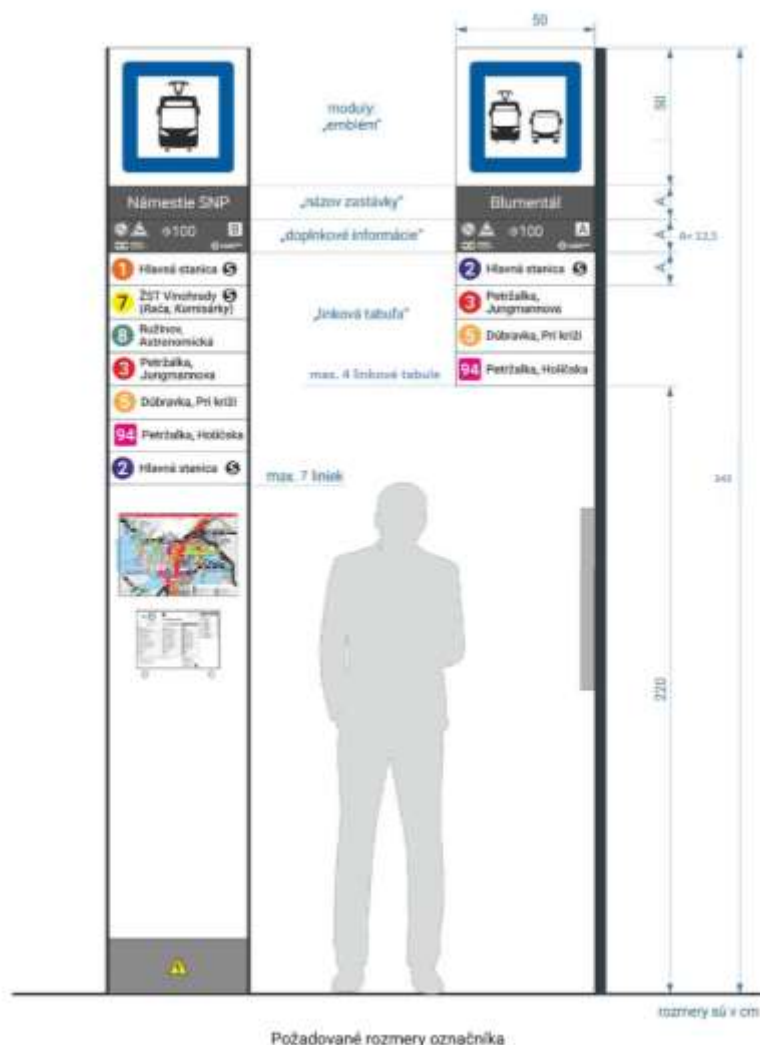 50
moduly
„emblém"
50
Námestie SNP
„názov zastávky"
Blumentál
A
100 B
„doplnkové informácie"
100 A
A
A= 12,5
1 Hlavná stanica S
2 Hlavná stanica S
A
7 ŽST Vinohrady S
(Rača, Komisárky)
„linková tabuľa"
3 Petržalka,
Jungmannova
8 Ružinov,
Astronomická
5 Dúbravka, Pri kríži
3 Petržalka,
Jungmannova
max. 4 linkové tabule
94 Petržalka, Holíčska
5 Dúbravka, Pri kríži
94 Petržalka, Holíčska
2 Hlavná stanica S
max. 7 liniek
220
rozmery sú v cm
Požadované rozmery označníka